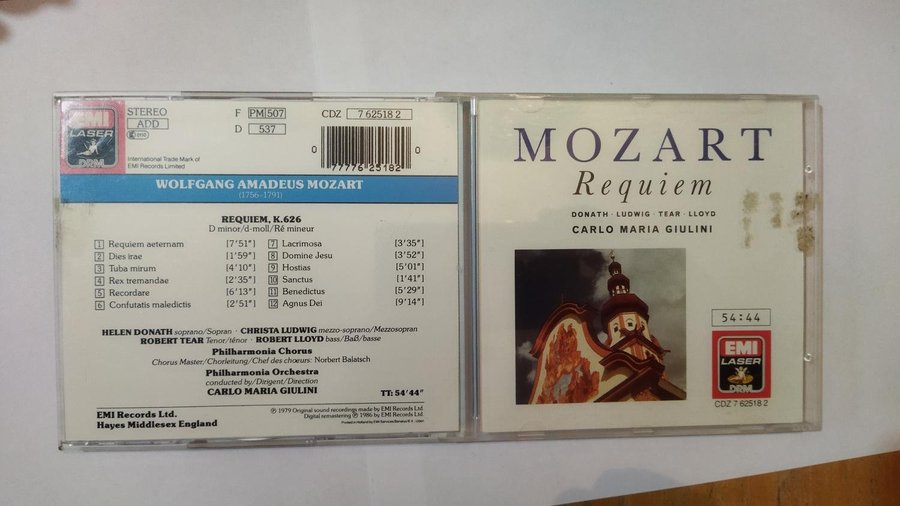 EMI
LASER
DRM
STEREO
ADD
International Trade Mark of
EMI Records Limited
F PM 507
D 537
CDZ 7 62518 2
0 77776 25182 0
WOLFGANG AMADEUS MOZART
(1756–1791)
REQUIEM, K.626
D minor/d-moll/Ré mineur
1 Requiem aeternam [7'51"]
2 Dies irae [1'59"]
3 Tuba mirum [4'10"]
4 Rex tremandae [2'35"]
5 Recordare [6'13"]
6 Confutatis maledictis [2'51"]
7 Lacrimosa [3'35"]
8 Domine Jesu [3'52"]
9 Hostias [5'01"]
10 Sanctus [1'41"]
11 Benedictus [5'29"]
12 Agnus Dei [9'14"]
HELEN DONATH soprano/Sopran · CHRISTA LUDWIG mezzo-soprano/Mezzosopran
ROBERT TEAR Tenor/ténor · ROBERT LLOYD bass/Baß/basse
Philharmonia Chorus
Chorus Master/Chorleitung/Chef des chœurs: Norbert Balatsch
Philharmonia Orchestra
conducted by/Dirigent/Direction
CARLO MARIA GIULINI
TT: 54'44"
℗ 1979 Original sound recordings made by EMI Records Ltd.
Digital remastering ℗ 1986 by EMI Records Ltd.
EMI Records Ltd.
Hayes Middlesex England
MOZART
Requiem
DONATH · LUDWIG · TEAR · LLOYD
CARLO MARIA GIULINI
54:44
EMI
LASER
DRM
CDZ 7 62518 2